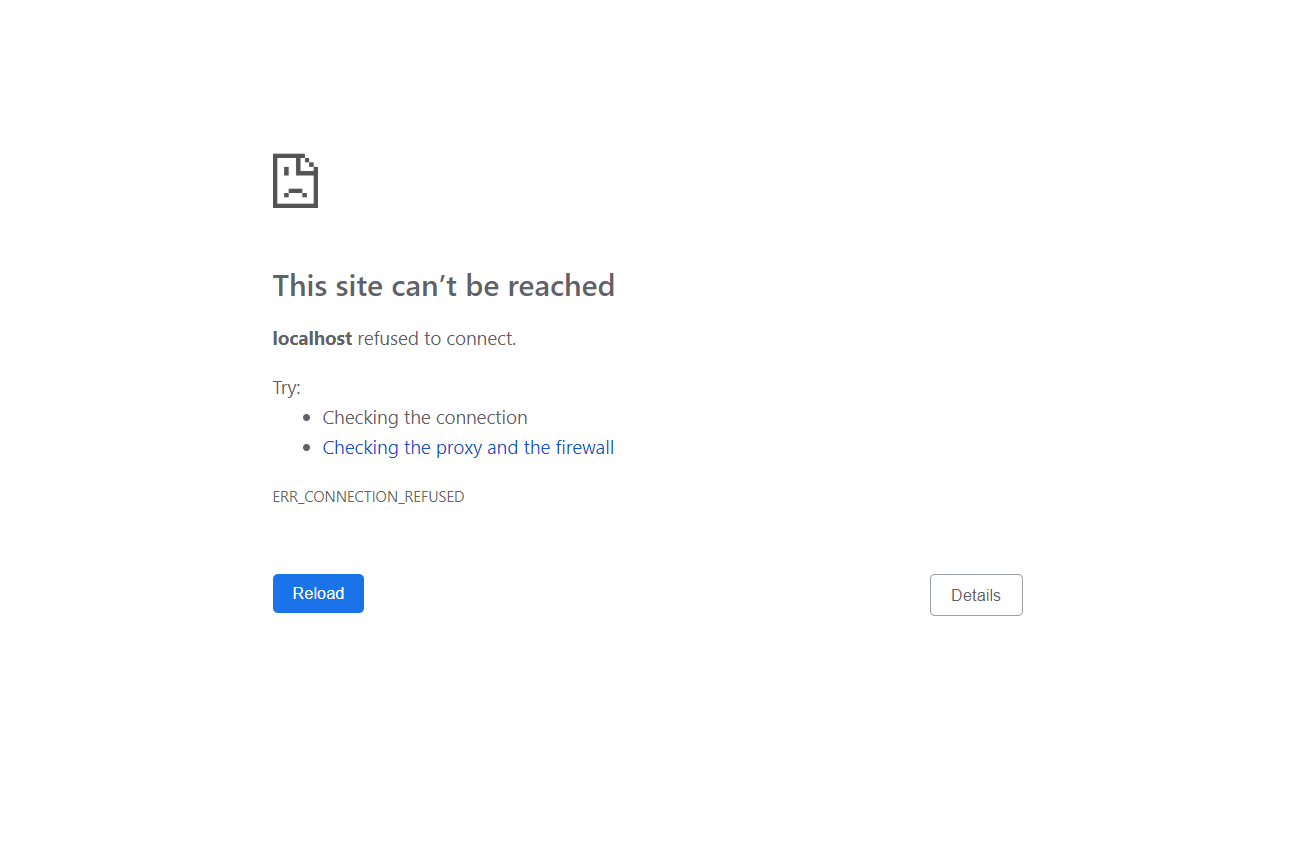 This site can’t be reached
localhost refused to connect.
Try:
Checking the connection
Checking the proxy and the firewall
ERR_CONNECTION_REFUSED
Reload
Details